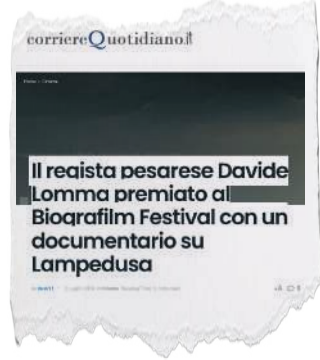 corriereQuotidiano.it
Il regista pesarese Davide
Lomma premiato al
Biografilm Festival con un
documentario su
Lampedusa